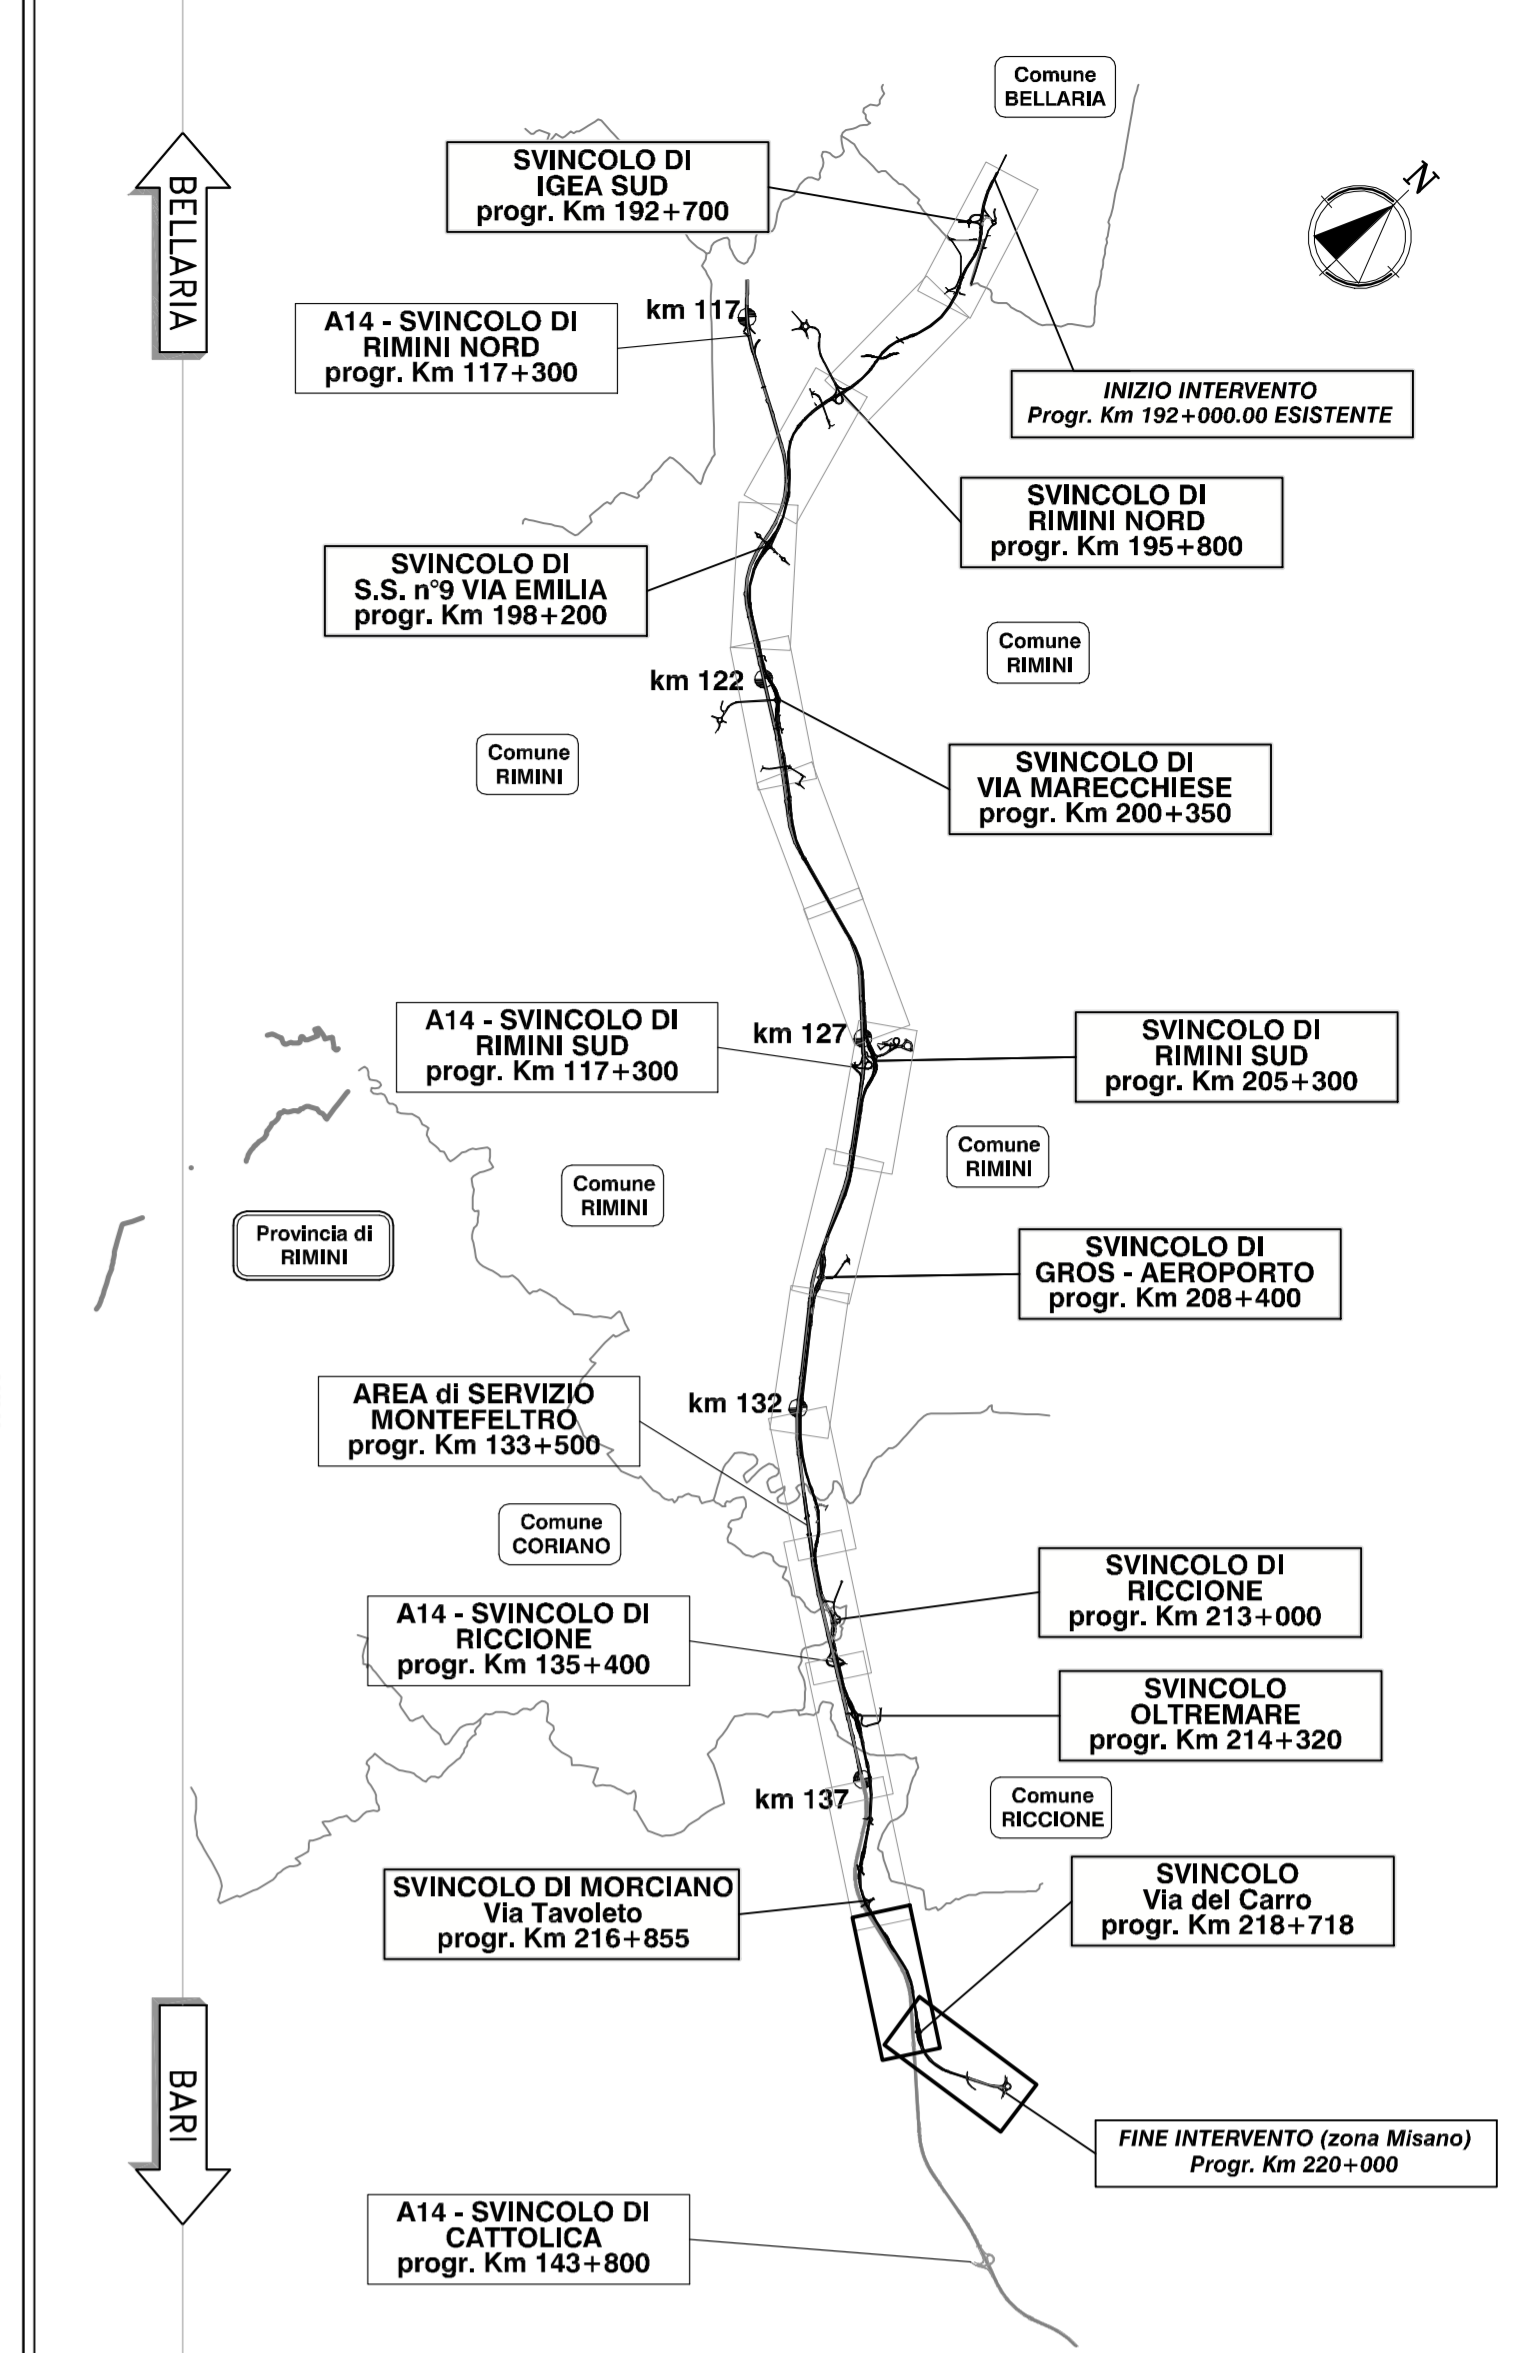 Comune
BELLARIA
SVINCOLO DI
IGEA SUD
progr. Km 192+700
N
BELLARIA
km 117
A14 - SVINCOLO DI
RIMINI NORD
progr. Km 117+300
INIZIO INTERVENTO
Progr. Km 192+000.00 ESISTENTE
SVINCOLO DI
RIMINI NORD
progr. Km 195+800
SVINCOLO DI
S.S. n°9 VIA EMILIA
progr. Km 198+200
Comune
RIMINI
km 122
Comune
RIMINI
SVINCOLO DI
VIA MARECCHIESE
progr. Km 200+350
A14 - SVINCOLO DI
RIMINI SUD
progr. Km 117+300
km 127
SVINCOLO DI
RIMINI SUD
progr. Km 205+300
Comune
RIMINI
Comune
RIMINI
Provincia di
RIMINI
SVINCOLO DI
GROS - AEROPORTO
progr. Km 208+400
AREA di SERVIZIO
MONTEFELTRO
progr. Km 133+500
km 132
Comune
CORIANO
SVINCOLO DI
RICCIONE
progr. Km 213+000
A14 - SVINCOLO DI
RICCIONE
progr. Km 135+400
SVINCOLO
OLTREMARE
progr. Km 214+320
km 137
Comune
RICCIONE
SVINCOLO DI MORCIANO
Via Tavoleto
progr. Km 216+855
SVINCOLO
Via del Carro
progr. Km 218+718
BARI
FINE INTERVENTO (zona Misano)
Progr. Km 220+000
A14 - SVINCOLO DI
CATTOLICA
progr. Km 143+800